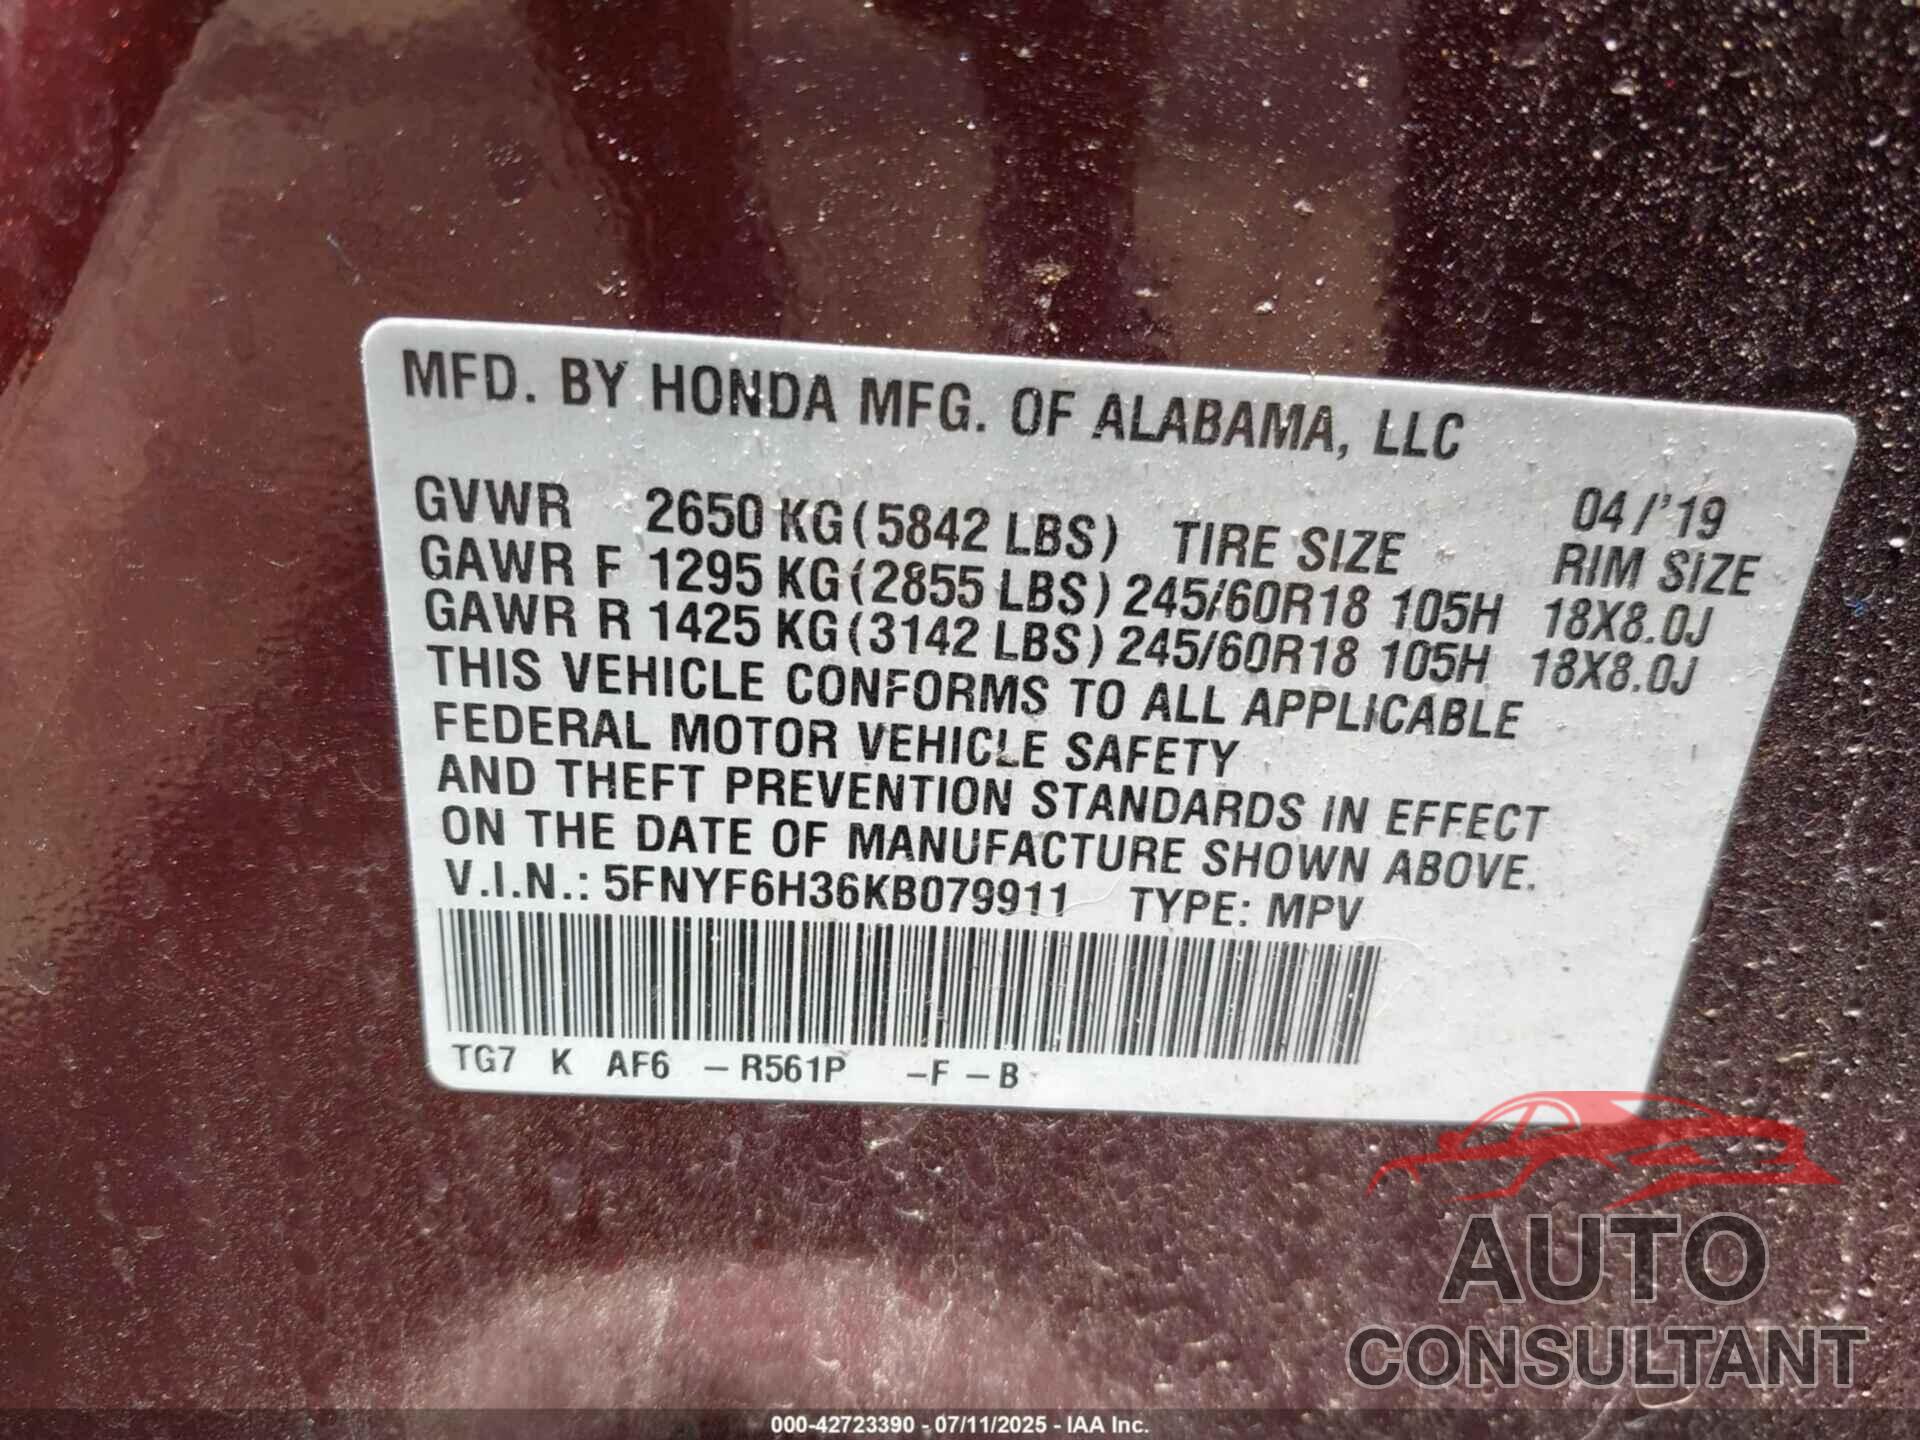 MFD. BY HONDA MFG. OF ALABAMA, LLC
04/'19
GVWR 2650 KG (5842 LBS) TIRE SIZE RIM SIZE
GAWR F 1295 KG (2855 LBS) 245/60R18 105H 18X8.0J
GAWR R 1425 KG (3142 LBS) 245/60R18 105H 18X8.0J
THIS VEHICLE CONFORMS TO ALL APPLICABLE
FEDERAL MOTOR VEHICLE SAFETY
AND THEFT PREVENTION STANDARDS IN EFFECT
ON THE DATE OF MANUFACTURE SHOWN ABOVE.
V.I.N.: 5FNYF6H36KB079911 TYPE: MPV
TG7 K AF6 – R561P –F – B
AUTO
CONSULTANT
000-42723390 - 07/11/2025 - IAA Inc.